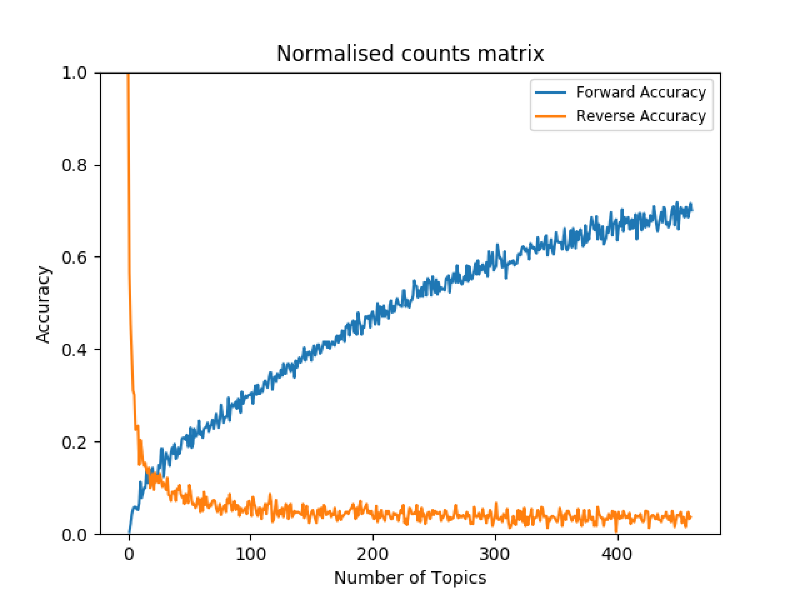 Normalised counts matrix
Forward Accuracy
Reverse Accuracy
1.0
0.8
0.6
0.4
0.2
0.0
Accuracy
0 100 200 300 400
Number of Topics